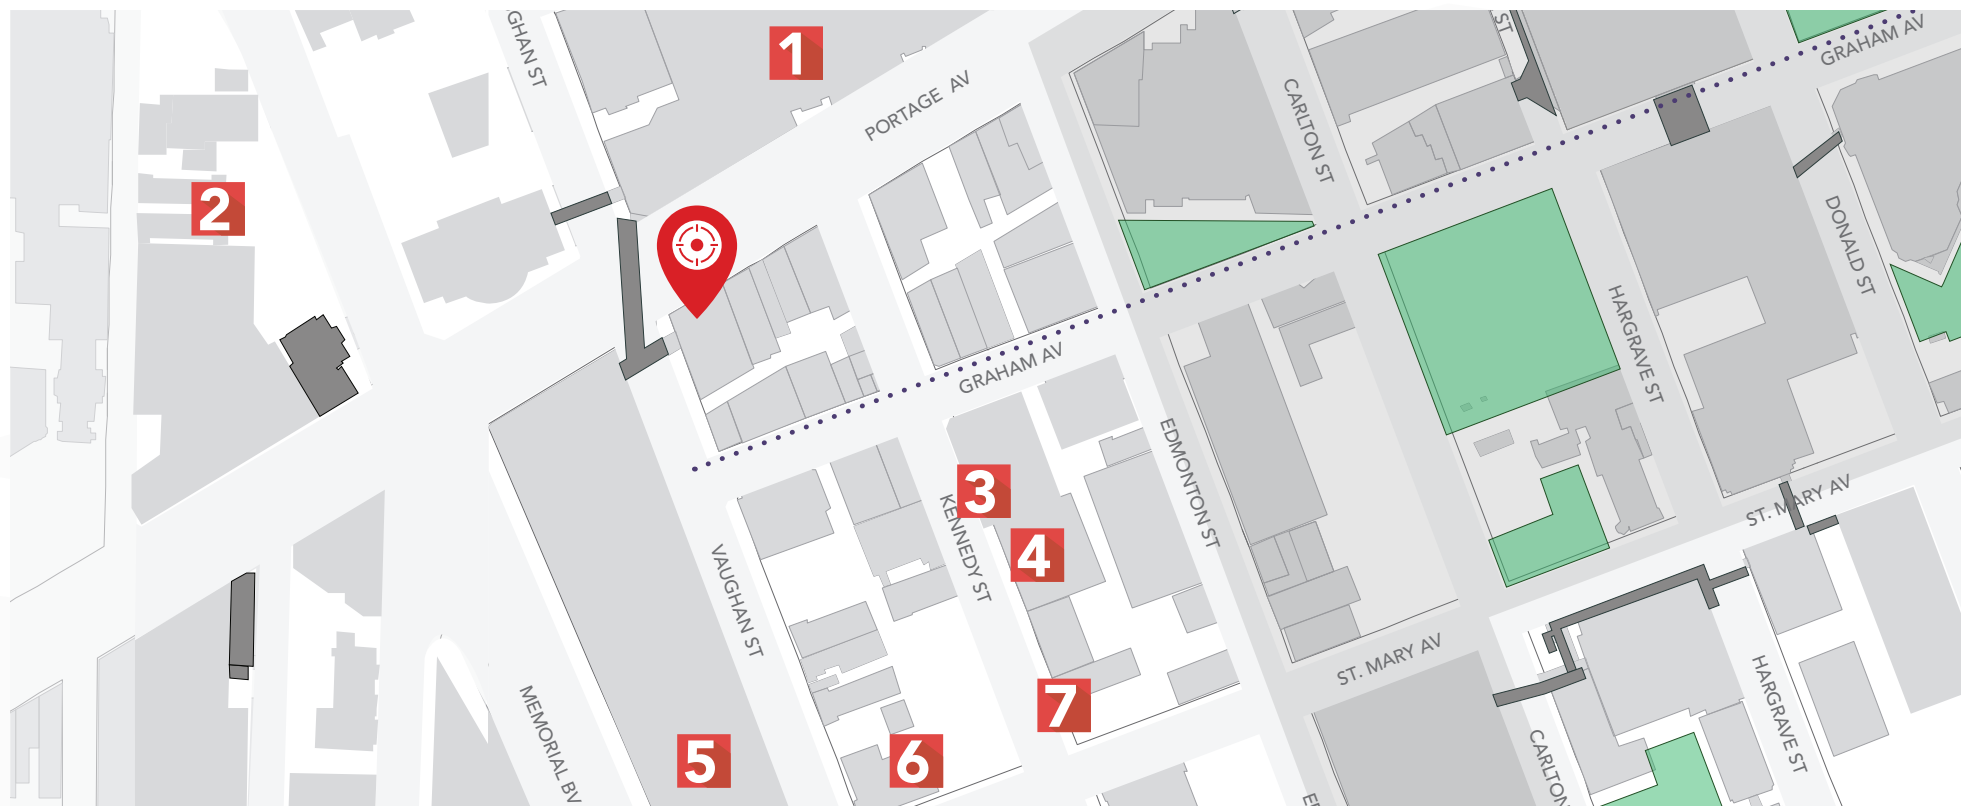 GHAN ST
1
PORTAGE AV
ST
GRAHAM AV
CARLTON ST
2
DONALD ST
HARGRAVE ST
GRAHAM AV
EDMONTON ST
3
KENNEDY ST
4
ST. MARY AV
VAUGHAN ST
ST. MARY AV
7
HARGRAVE ST
MEMORIAL BV
5
6
CARLTON